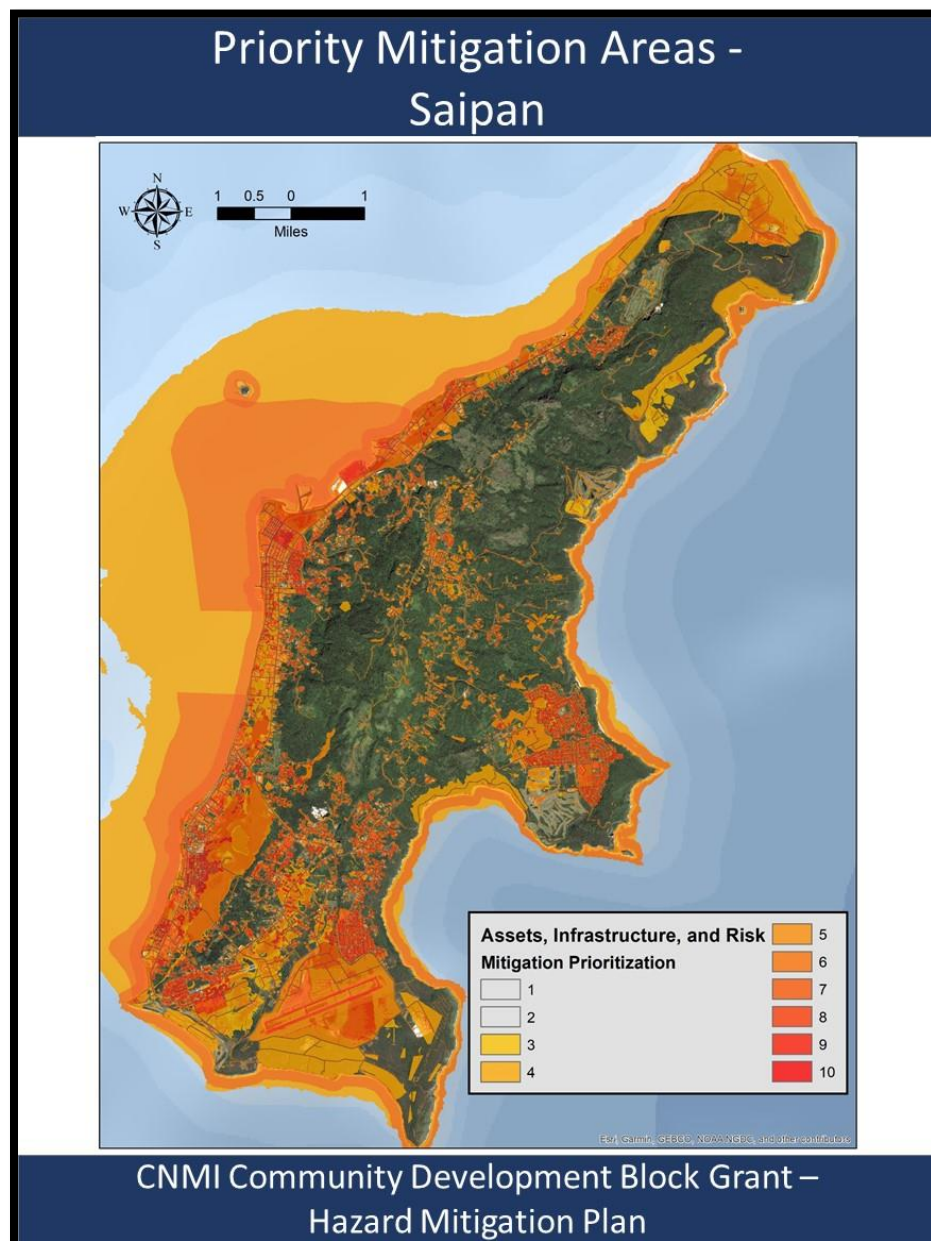 Priority Mitigation Areas -
Saipan
N
W E
S
1 0.5 0 1
Miles
Assets, Infrastructure, and Risk
Mitigation Prioritization
1
2
3
4
5
6
7
8
9
10
Esri, Garmin, GEBCO, NOAA NGDC, and other contributors
CNMI Community Development Block Grant –
Hazard Mitigation Plan